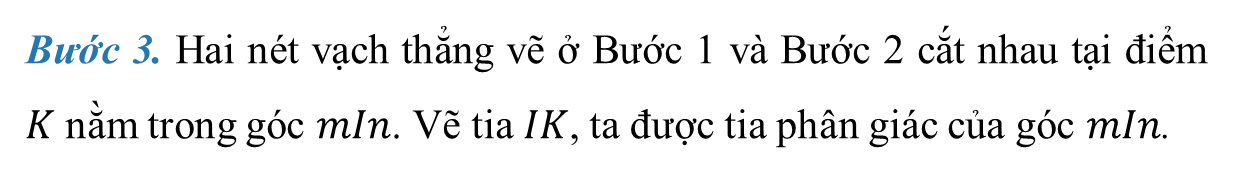 Bước 3. Hai nét vạch thẳng vẽ ở Bước 1 và Bước 2 cắt nhau tại điểm
K nằm trong góc mIn. Vẽ tia IK, ta được tia phân giác của góc mIn.